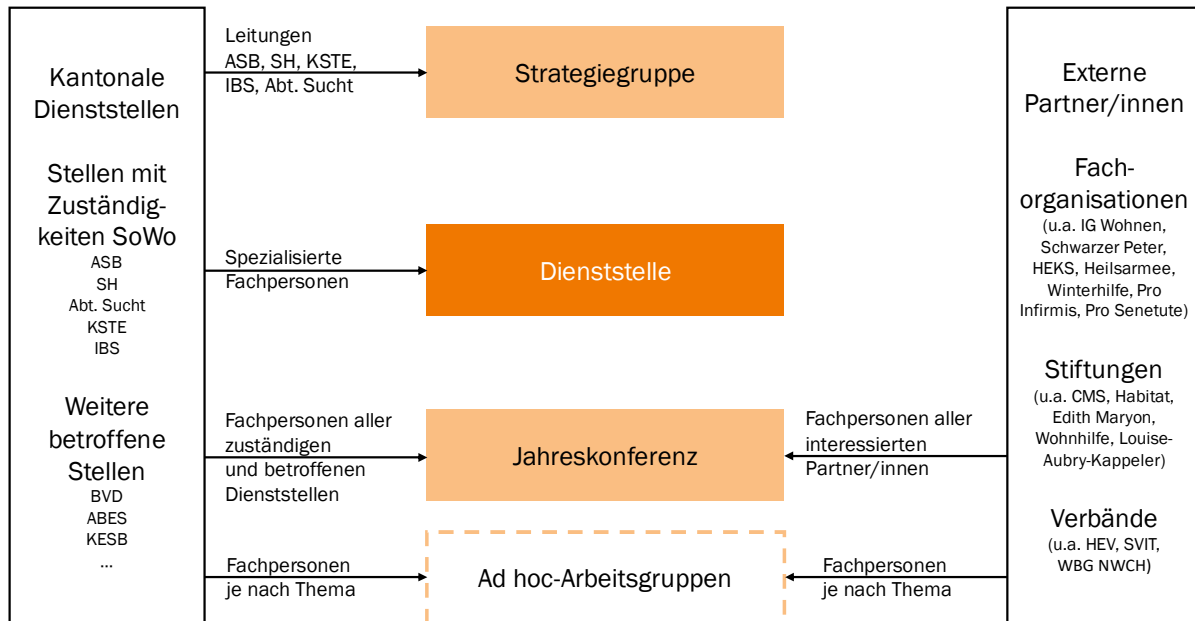 Kantonale
Dienststellen
Stellen mit
Zuständig-
keiten SoWo
ASB
SH
Abt. Sucht
KSTE
IBS
Weitere
betroffene
Stellen
BVD
ABES
KESB
...
Leitungen
ASB, SH, KSTE,
IBS, Abt. Sucht
Strategiegruppe
Spezialisierte
Fachpersonen
Dienststelle
Fachpersonen aller
zuständigen
und betroffenen
Dienststellen
Jahreskonferenz
Fachpersonen aller
interessierten
Partner/innen
Fachpersonen
je nach Thema
Ad hoc-Arbeitsgruppen
Fachpersonen
je nach Thema
Externe
Partner/innen
Fach-
organisationen
(u.a. IG Wohnen,
Schwarzer Peter,
HEKS, Heilsarmee,
Winterhilfe, Pro
Infirmis, Pro Senetute)
Stiftungen
(u.a. CMS, Habitat,
Edith Maryon,
Wohnhilfe, Louise-
Aubry-Kappeler)
Verbände
(u.a. HEV, SVIT,
WBG NWCH)